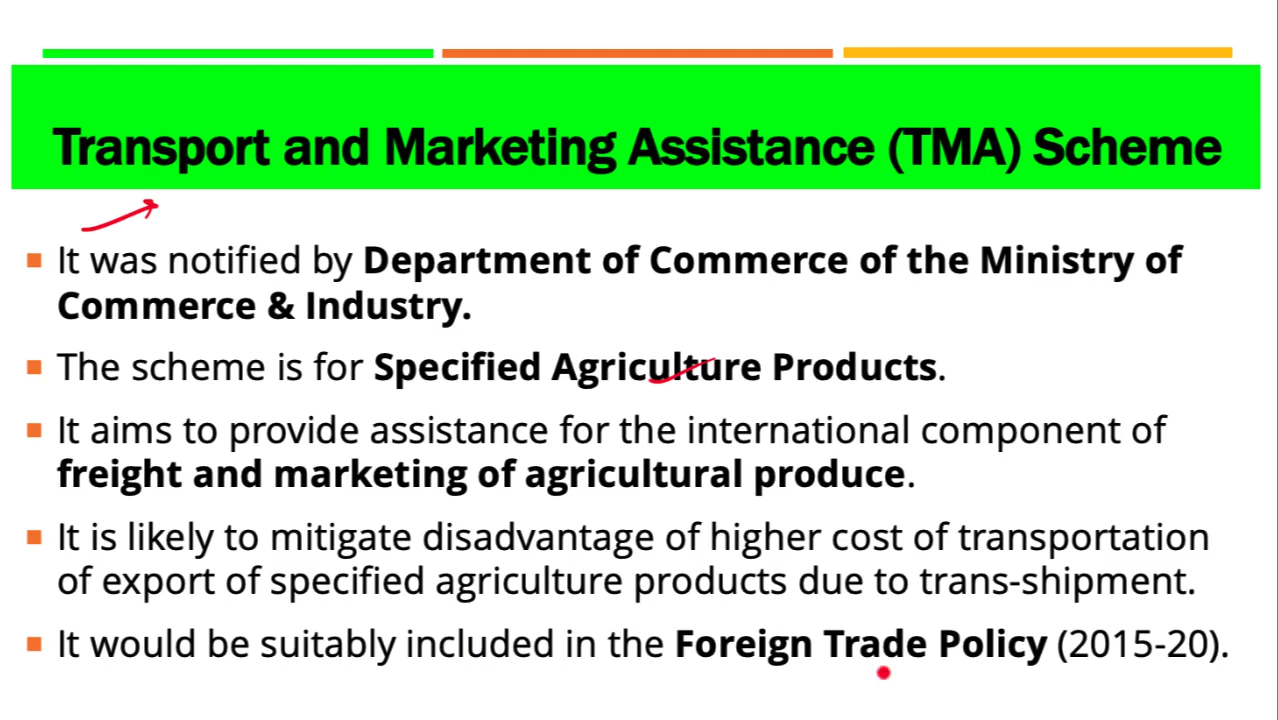 Transport and Marketing Assistance (TMA) Scheme
It was notified by Department of Commerce of the Ministry of
Commerce & Industry.
The scheme is for Specified Agriculture Products.
It aims to provide assistance for the international component of
freight and marketing of agricultural produce.
It is likely to mitigate disadvantage of higher cost of transportation
of export of specified agriculture products due to trans-shipment.
It would be suitably included in the Foreign Trade Policy (2015-20).